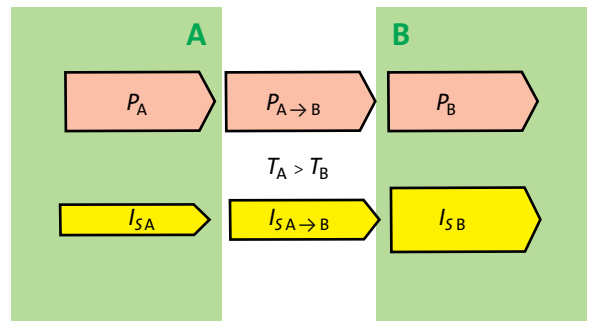 A B
P_A P_A→B P_B
T_A > T_B
I_SA I_SA→B I_SB